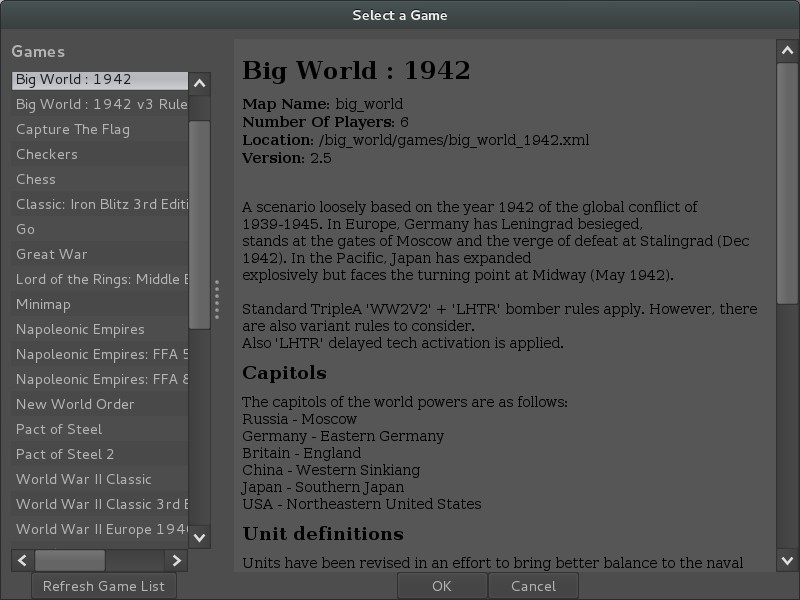 Select a Game
Games
Big World : 1942
Big World : 1942 v3 Rule
Capture The Flag
Checkers
Chess
Classic: Iron Blitz 3rd Editi
Go
Great War
Lord of the Rings: Middle E
Minimap
Napoleonic Empires
Napoleonic Empires: FFA 5
Napoleonic Empires: FFA 8
New World Order
Pact of Steel
Pact of Steel 2
World War II Classic
World War II Classic 3rd E
World War II Europe 194
Refresh Game List
Big World : 1942
Map Name: big_world
Number Of Players: 6
Location: /big_world/games/big_world_1942.xml
Version: 2.5
A scenario loosely based on the year 1942 of the global conflict of
1939-1945. In Europe, Germany has Leningrad besieged,
stands at the gates of Moscow and the verge of defeat at Stalingrad (Dec
1942). In the Pacific, Japan has expanded
explosively but faces the turning point at Midway (May 1942).
Standard TripleA 'WW2V2' + 'LHTR' bomber rules apply. However, there
are also variant rules to consider.
Also 'LHTR' delayed tech activation is applied.
Capitols
The capitols of the world powers are as follows:
Russia - Moscow
Germany - Eastern Germany
Britain - England
China - Western Sinkiang
Japan - Southern Japan
USA - Northeastern United States
Unit definitions
Units have been revised in an effort to bring better balance to the naval
OK
Cancel